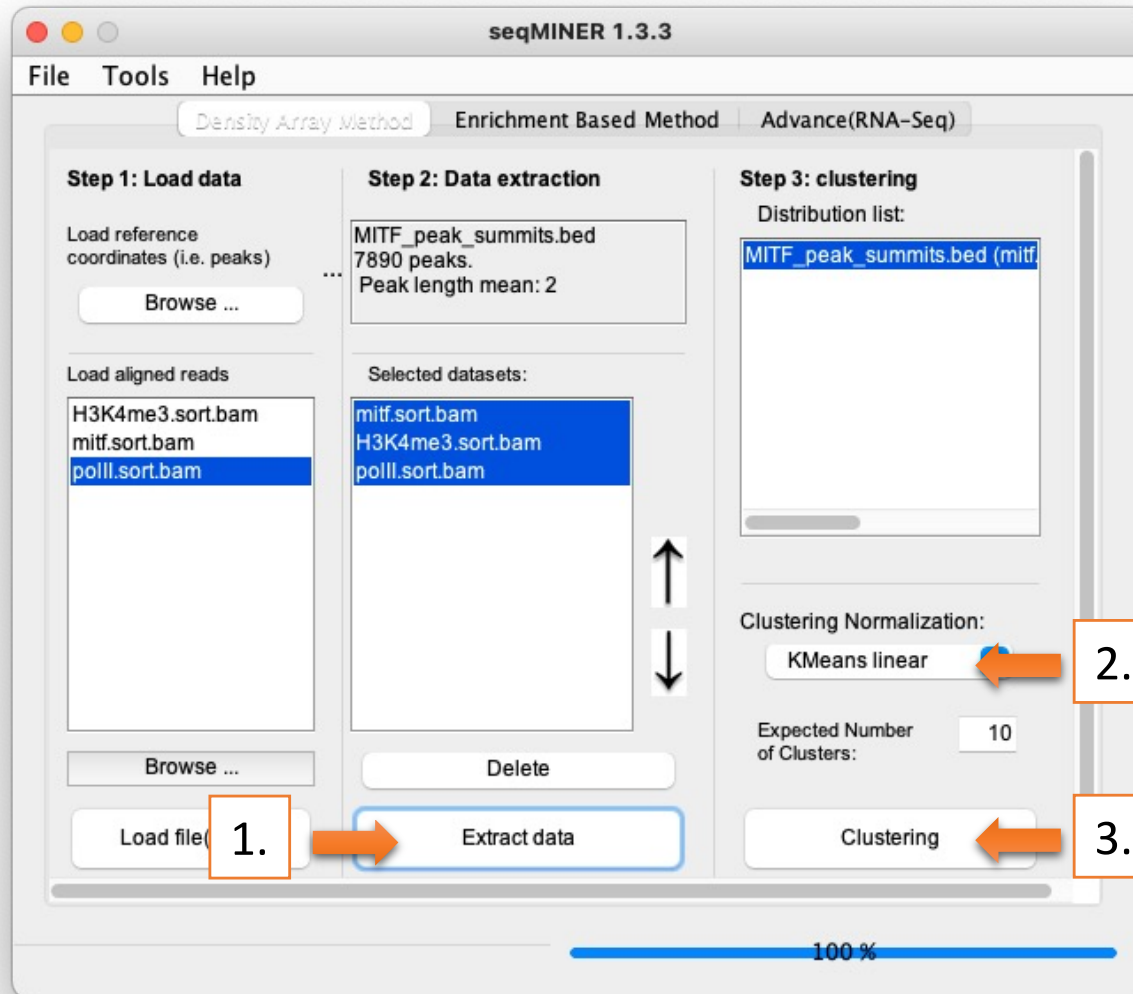 seqMINER 1.3.3
File Tools Help
Density Array Method Enrichment Based Method Advance(RNA-Seq)
Step 1: Load data
Load reference
coordinates (i.e. peaks)
...
Browse ...
Load aligned reads
H3K4me3.sort.bam
mitf.sort.bam
polII.sort.bam
Browse ...
Load file(
1.
Step 2: Data extraction
MITF_peak_summits.bed
7890 peaks.
Peak length mean: 2
Selected datasets:
mitf.sort.bam
H3K4me3.sort.bam
polII.sort.bam
Delete
Extract data
Step 3: clustering
Distribution list:
MITF_peak_summits.bed (mitf.
Clustering Normalization:
KMeans linear
2.
Expected Number
of Clusters:
10
Clustering
3.
100 %